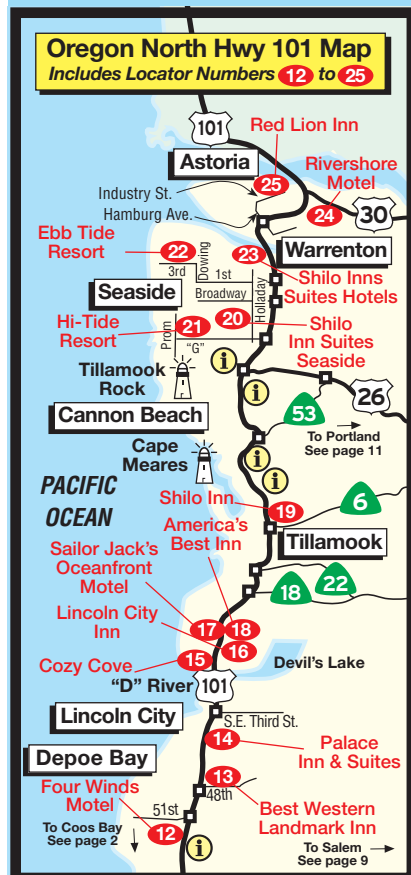 Oregon North Hwy 101 Map
Includes Locator Numbers 12 to 25
101
Red Lion Inn
Astoria
25
Rivershore
Motel
24
30
Industry St.
Hamburg Ave.
Ebb Tide
Resort
22
Dowing
3rd
1st
23
Warrenton
Shilo Inns
Suites Hotels
Seaside
Broadway
Holladay
Hi-Tide
Resort
21
20
Shilo
Inn Suites
Seaside
Prom
"G"
Tillamook
Rock
i
i
26
Cannon Beach
53
To Portland
See page 11
Cape
Meares
i
i
PACIFIC
OCEAN
Shilo Inn
19
6
America's
Best Inn
Tillamook
Sailor Jack's
Oceanfront
Motel
18
22
Lincoln City
Inn
17
18
16
Cozy Cove
15
Devil's Lake
"D" River
101
Lincoln City
S.E. Third St.
14
Palace
Inn & Suites
Depoe Bay
13
48th
Four Winds
Motel
51st
Best Western
Landmark Inn
12
To Coos Bay
See page 2
i
To Salem
See page 9